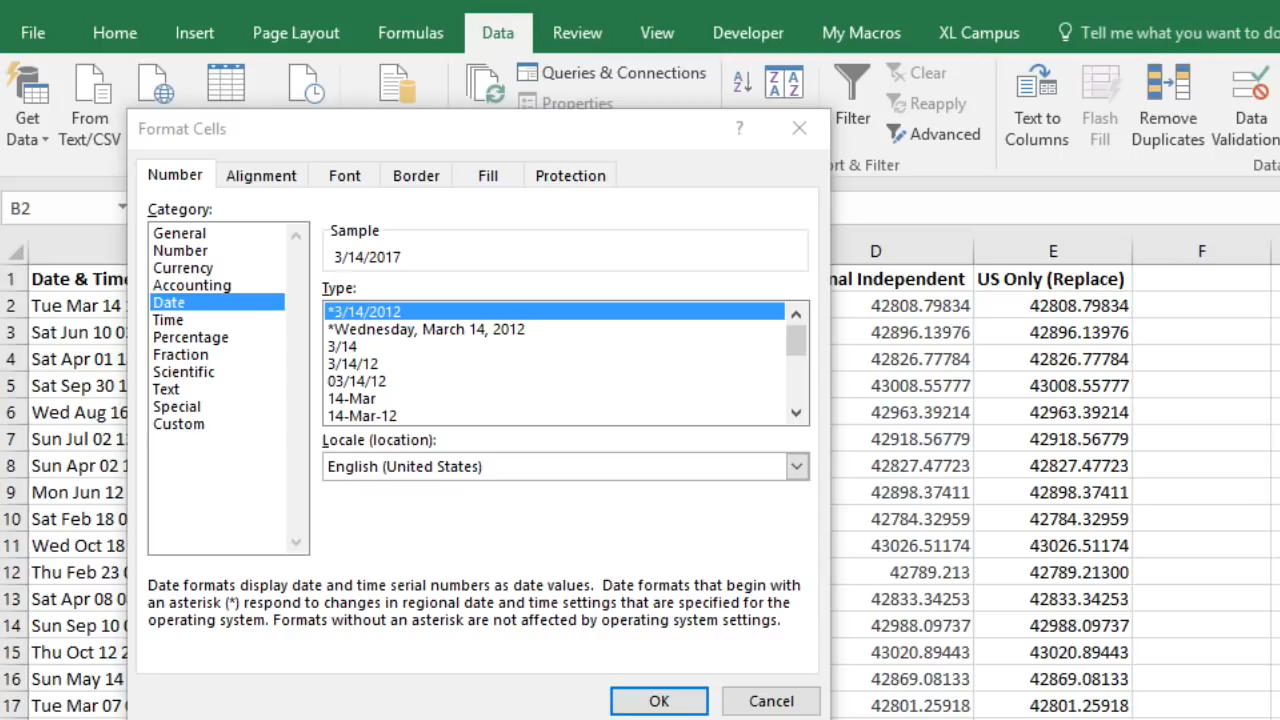 File Home Insert Page Layout Formulas Data Review View Developer My Macros XL Campus Tell me what you want to do
Queries & Connections
Properties
Get
Data
From
Text/CSV
Filter
Clear
Reapply
Advanced
Text to
Columns
Flash
Fill
Remove
Duplicates
Data
Validation
& Filter
Data
Format Cells ?
Number Alignment Font Border Fill Protection
B2
Category:
General
Number
Currency
Accounting
Date
Time
Percentage
Fraction
Scientific
Text
Special
Custom
Sample
3/14/2017
Type:
*3/14/2012
*Wednesday, March 14, 2012
3/14
3/14/12
03/14/12
14-Mar
14-Mar-12
Locale (location):
English (United States)
Date formats display date and time serial numbers as date values. Date formats that begin with
an asterisk (*) respond to changes in regional date and time settings that are specified for the
operating system. Formats without an asterisk are not affected by operating system settings.
OK Cancel
D E F
1 Date & Time Independent US Only (Replace)
2 Tue Mar 14 42808.79834 42808.79834
3 Sat Jun 10 42896.13976 42896.13976
4 Sat Apr 01 42826.77784 42826.77784
5 Sat Sep 30 43008.55777 43008.55777
6 Wed Aug 16 42963.39214 42963.39214
7 Sun Jul 02 42918.56779 42918.56779
8 Sun Apr 02 42827.47723 42827.47723
9 Mon Jun 12 42898.37411 42898.37411
10 Sat Feb 18 42784.32959 42784.32959
11 Wed Oct 18 43026.51174 43026.51174
12 Thu Feb 23 42789.213 42789.21300
13 Sat Apr 08 42833.34253 42833.34253
14 Sun Sep 10 42988.09737 42988.09737
15 Thu Oct 12 43020.89443 43020.89443
16 Sun May 14 42869.08133 42869.08133
17 Tue Mar 07 42801.25918 42801.25918